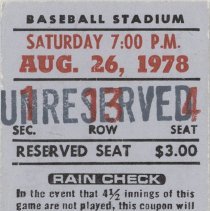 BASEBALL STADIUM
SATURDAY 7:00 P.M.
AUG. 26, 1978
UNRESERVED
1 13 4
SEC. ROW SEAT
RESERVED SEAT $3.00
RAIN CHECK
In the event that 4½ innings of this
game are not played, this coupon will